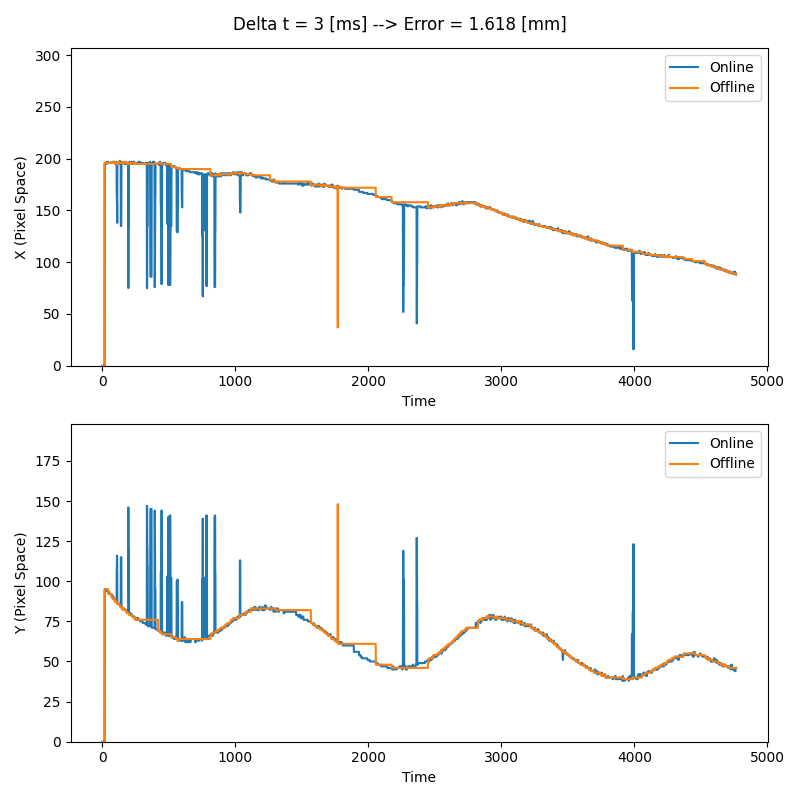 Delta t = 3 [ms] --> Error = 1.618 [mm]
300
250
200
150
100
50
0
X (Pixel Space)
Online
Offline
0 1000 2000 3000 4000 5000
Time
175
150
125
100
75
50
25
0
Y (Pixel Space)
Online
Offline
0 1000 2000 3000 4000 5000
Time